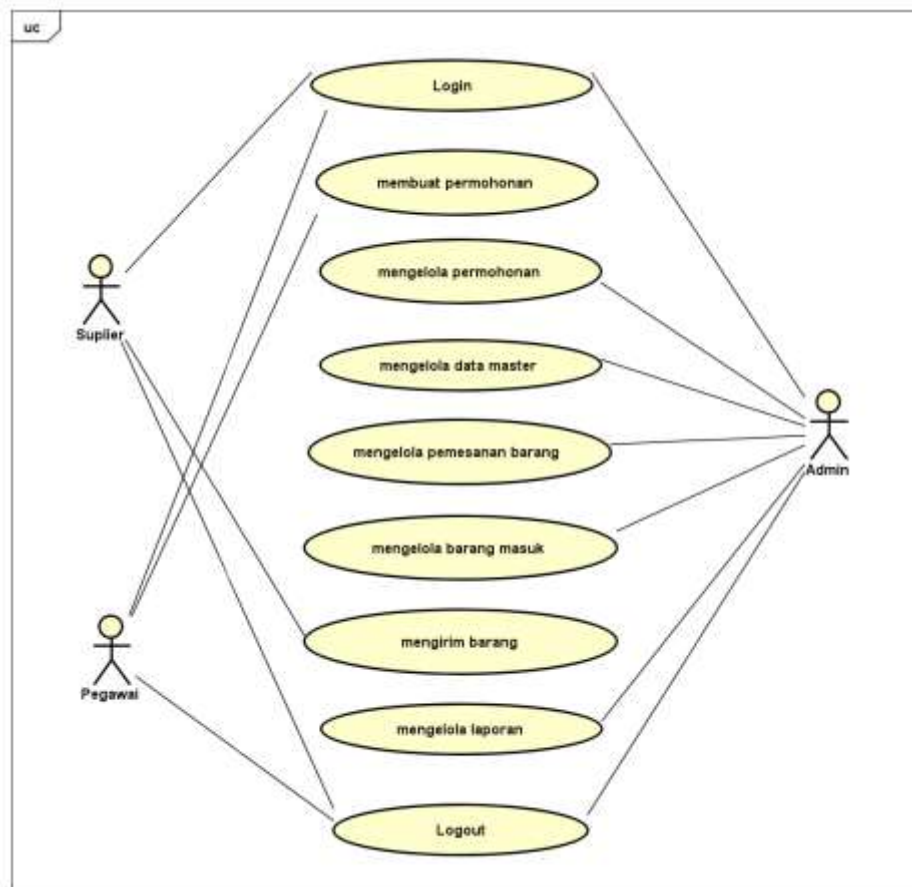 uc
Login
membuat permohonan
mengelola permohonan
Suplier
mengelola data master
mengelola pemesanan barang
Admin
mengelola barang masuk
mengirim barang
Pegawai
mengelola laporan
Logout